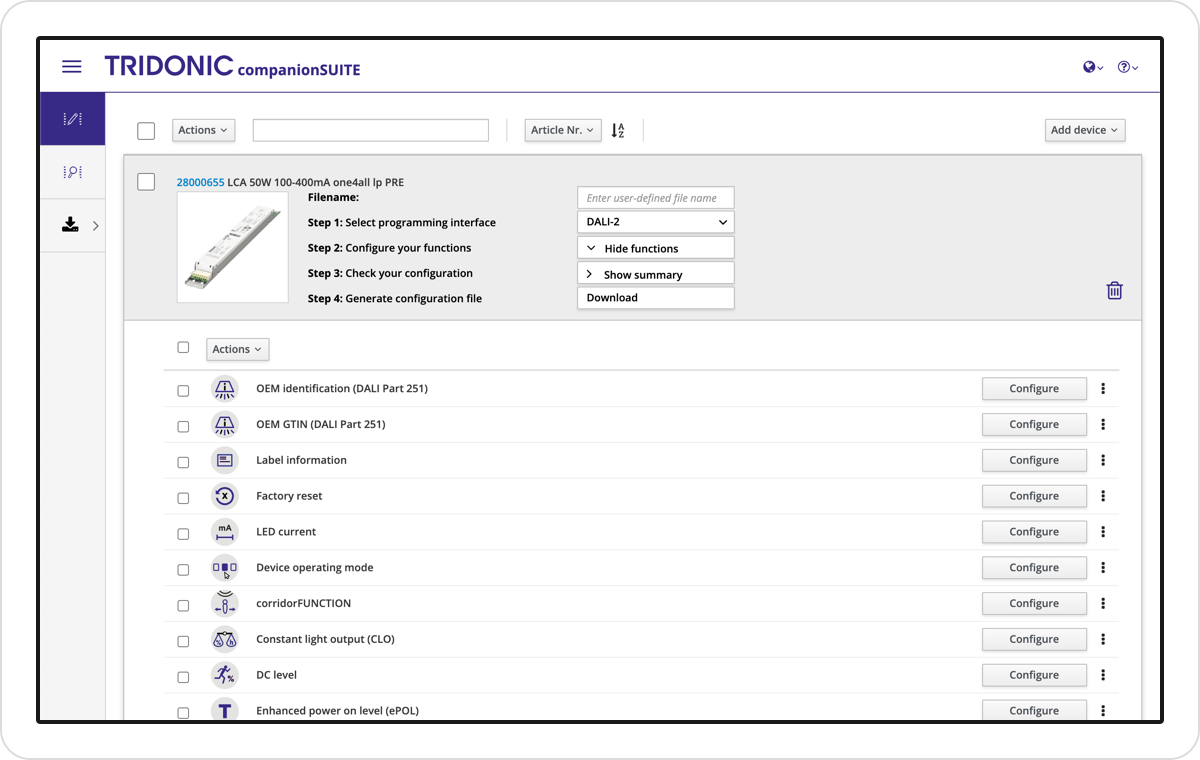 TRIDONIC companionSUITE
Actions
Article Nr.
A
Z
Add device
28000655 LCA 50W 100-400mA one4all lp PRE
Filename: Enter user-defined file name
Step 1: Select programming interface DALI-2
Step 2: Configure your functions Hide functions
Step 3: Check your configuration Show summary
Step 4: Generate configuration file Download
Actions
OEM identification (DALI Part 251) Configure
OEM GTIN (DALI Part 251) Configure
Label information Configure
x Factory reset Configure
mA LED current Configure
Device operating mode Configure
corridorFUNCTION Configure
% h Constant light output (CLO) Configure
% DC level Configure
T Enhanced power on level (ePOL) Configure